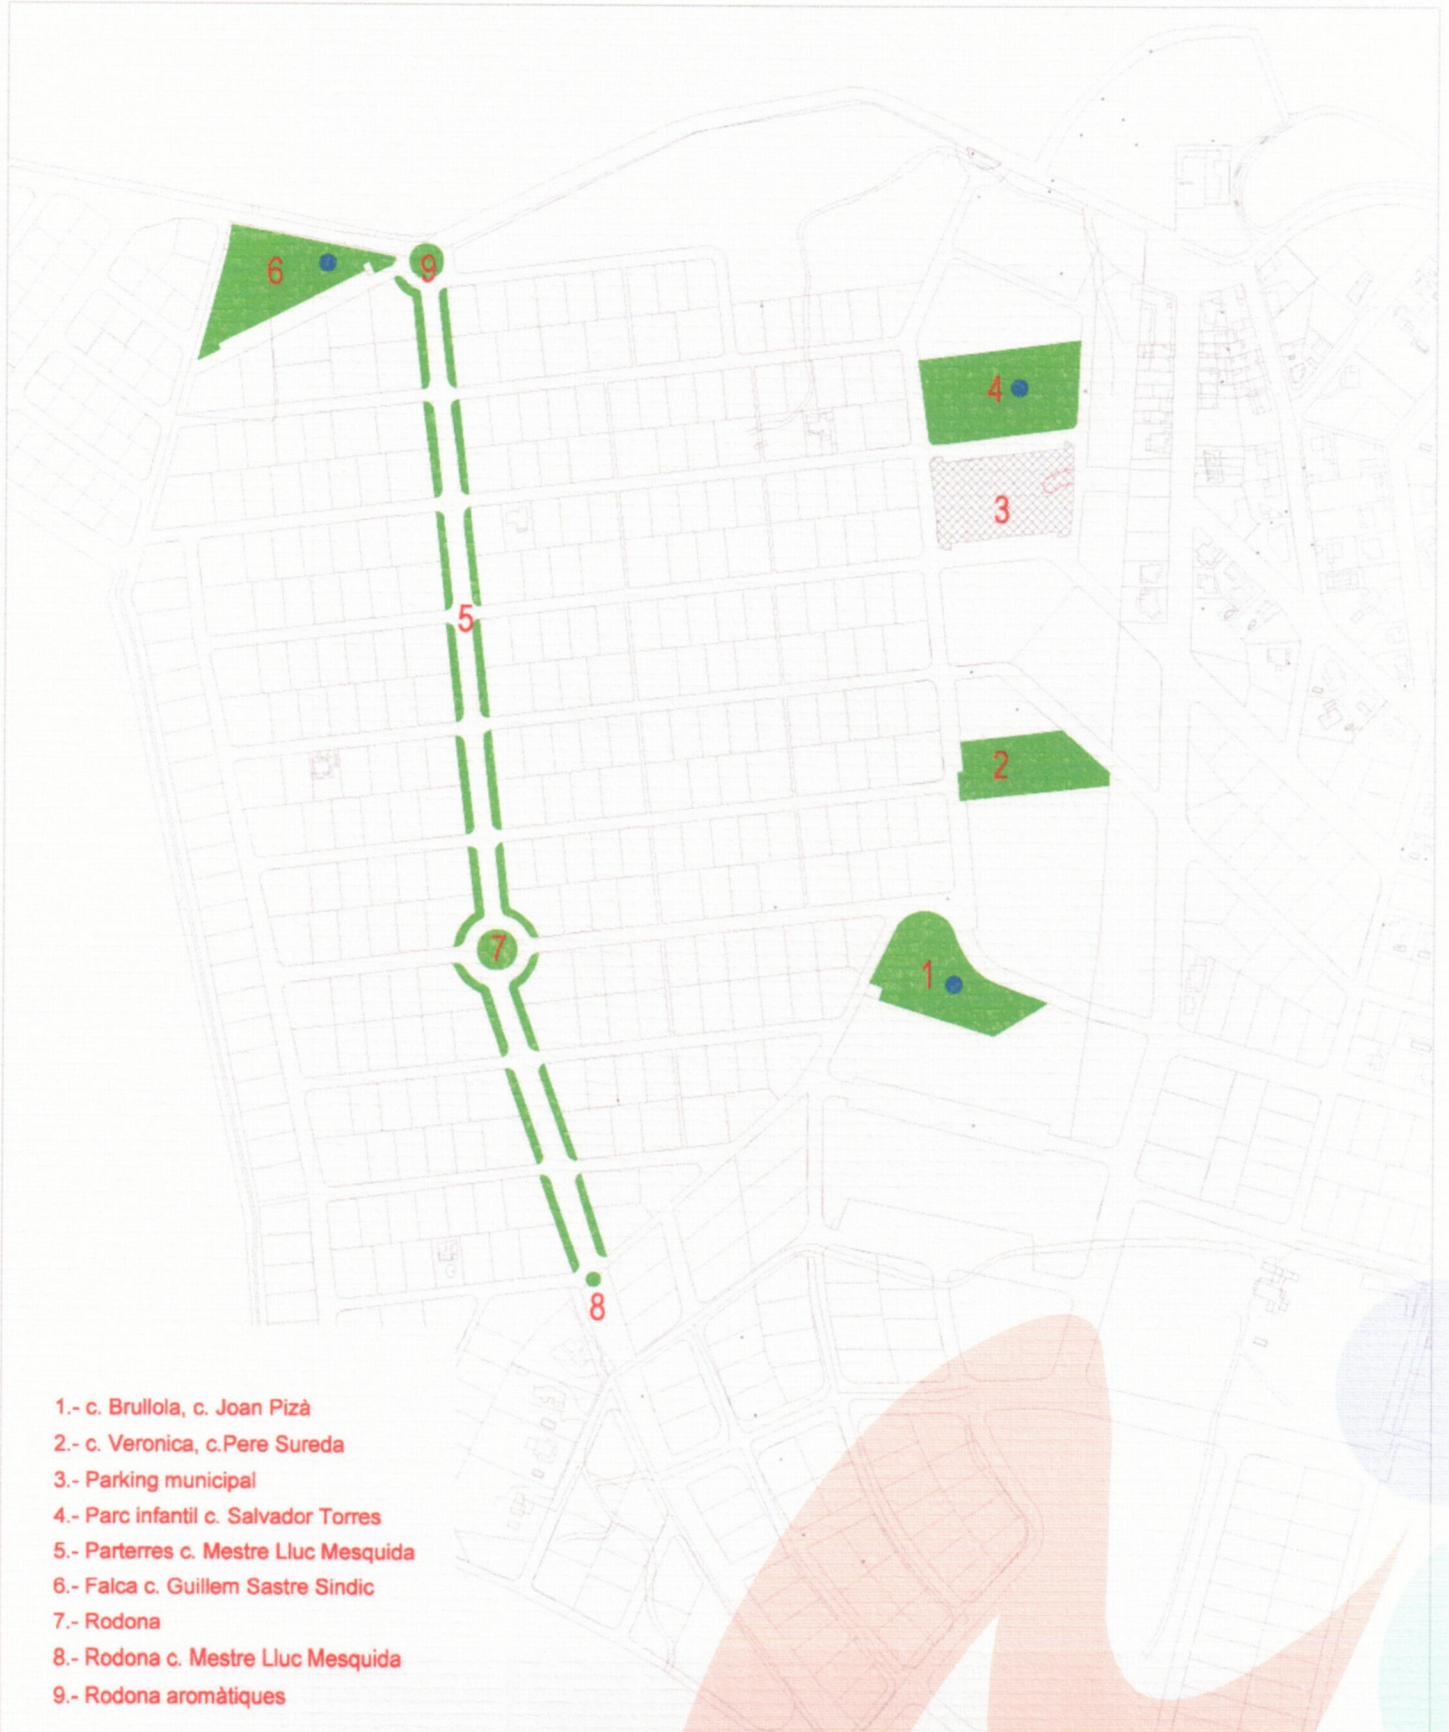 6
9
4
3
5
2
7
1
8
1.- c. Brullola, c. Joan Pizà
2.- c. Veronica, c.Pere Sureda
3.- Parking municipal
4.- Parc infantil c. Salvador Torres
5.- Parterres c. Mestre Lluc Mesquida
6.- Falca c. Guillem Sastre Sindic
7.- Rodona
8.- Rodona c. Mestre Lluc Mesquida
9.- Rodona aromàtiques